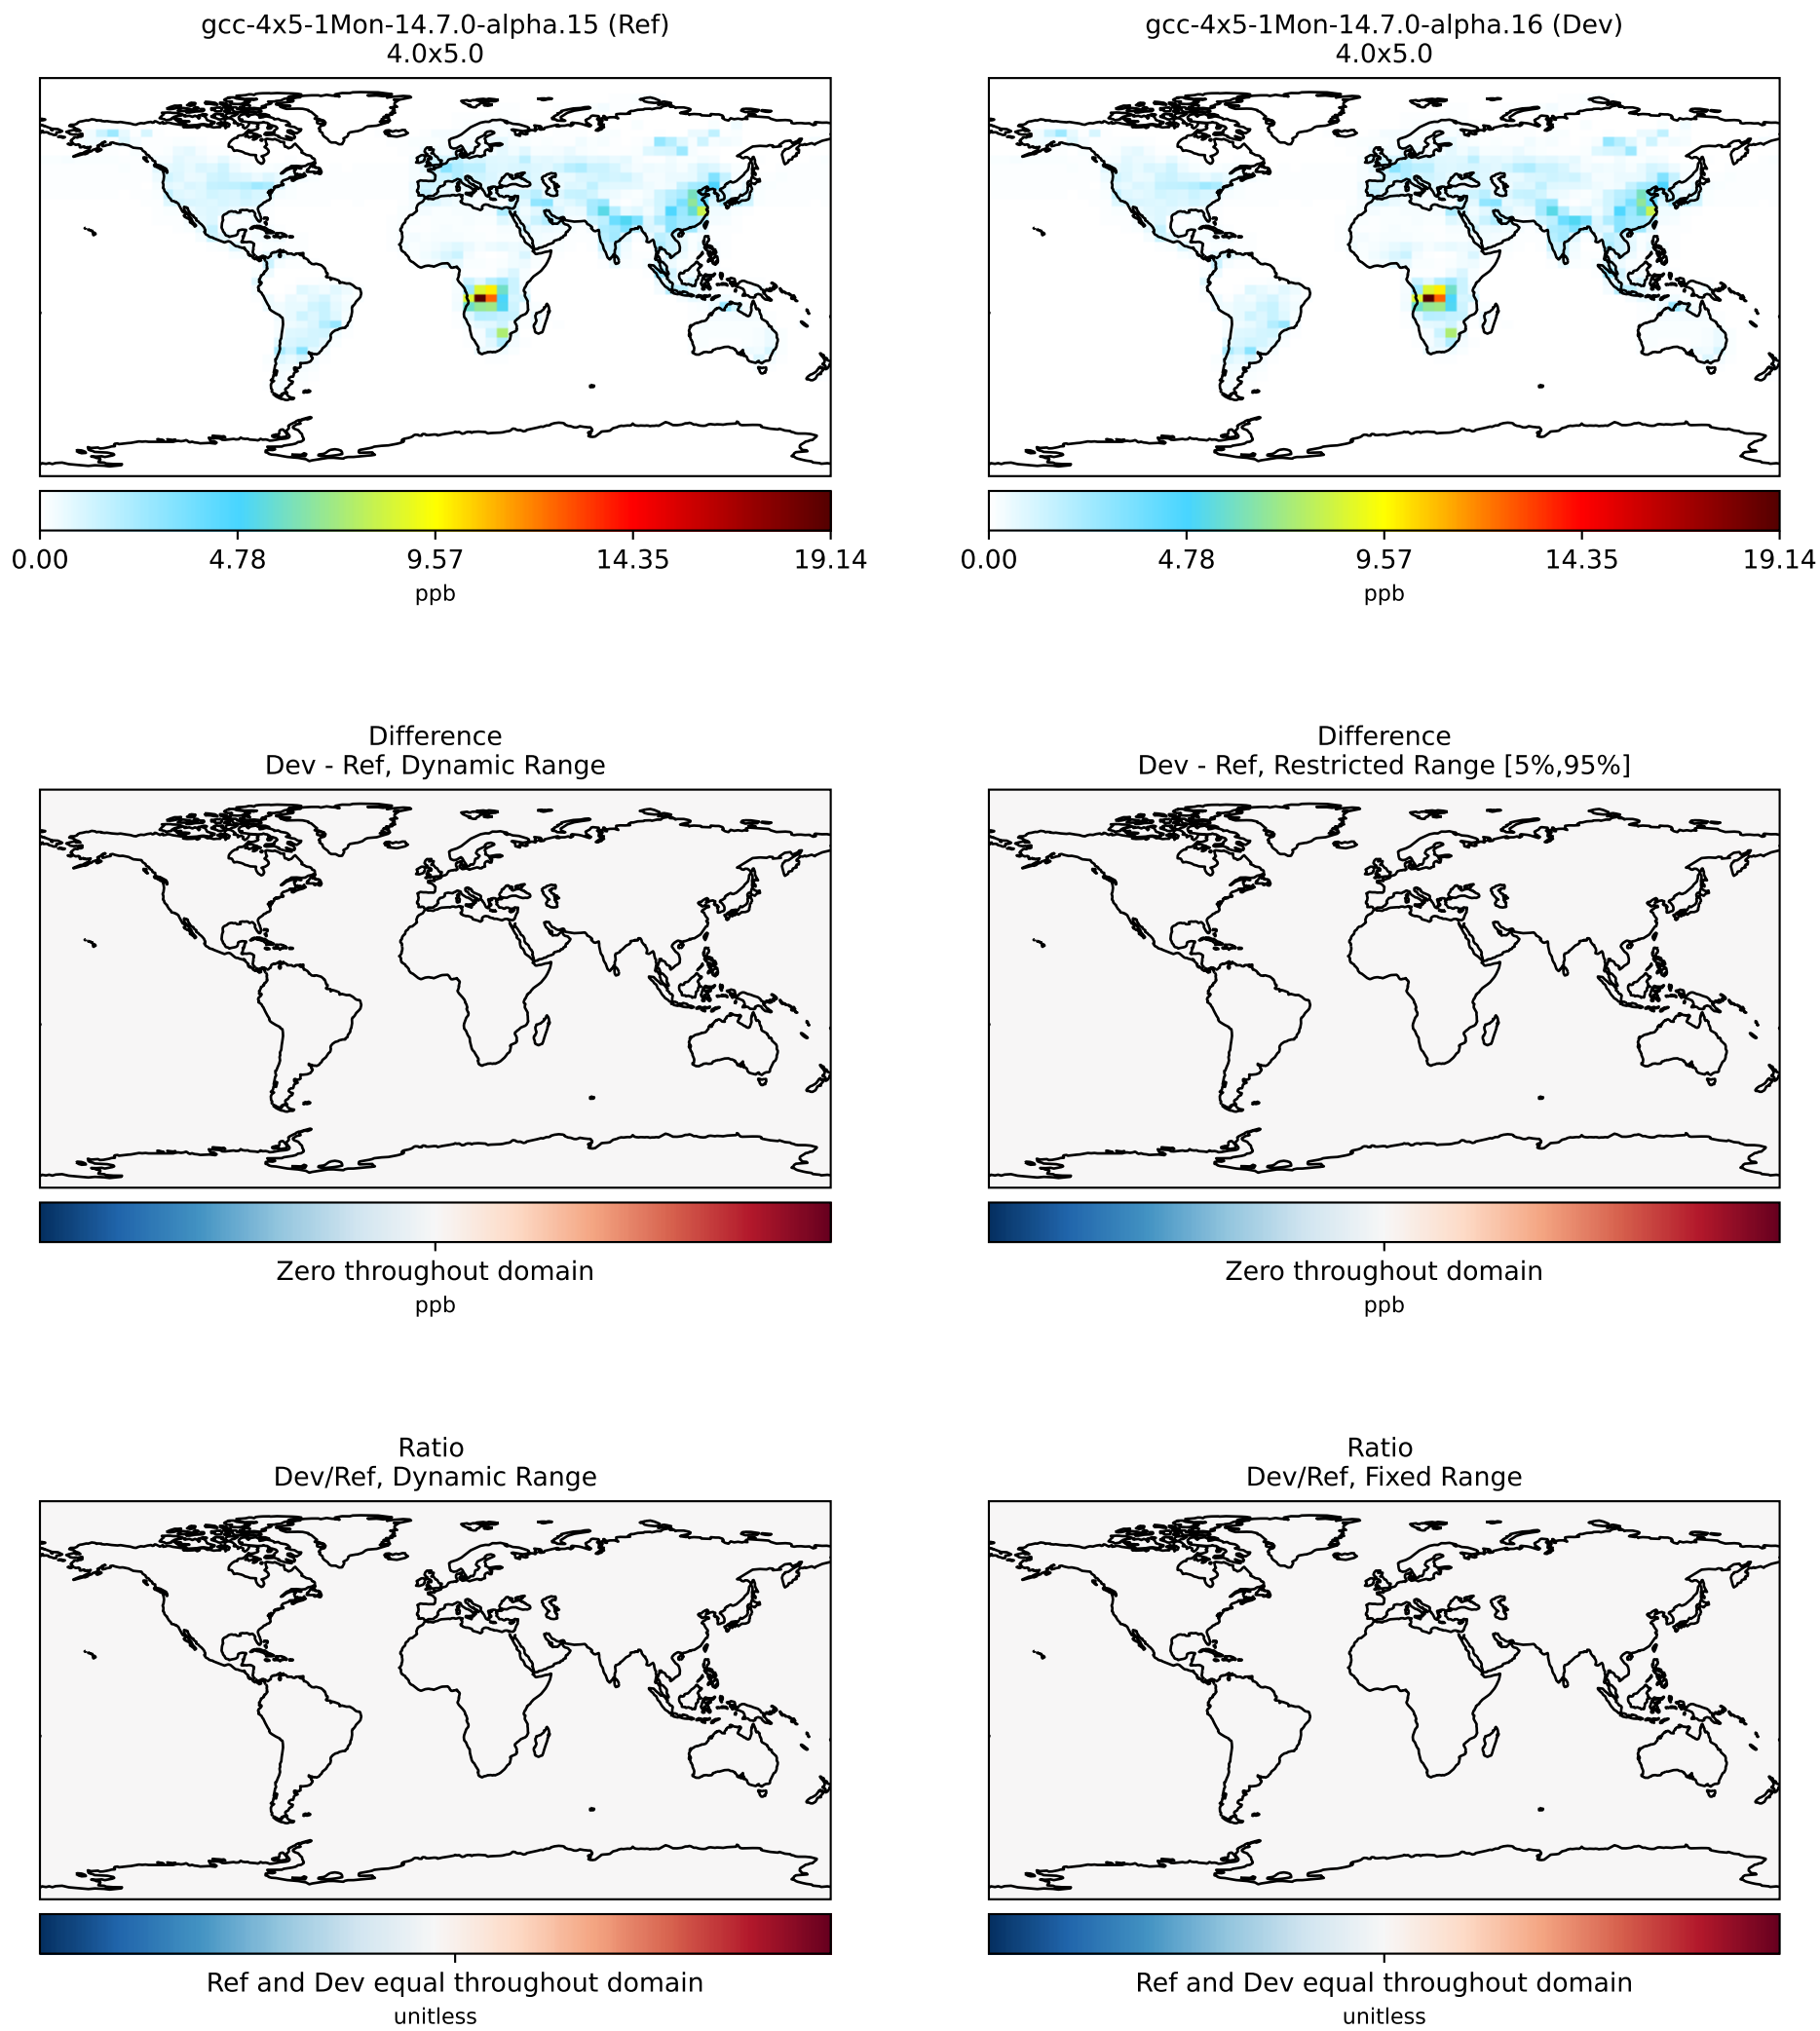 gcc-4x5-1Mon-14.7.0-alpha.15 (Ref)
4.0x5.0
gcc-4x5-1Mon-14.7.0-alpha.16 (Dev)
4.0x5.0
0.00 4.78 9.57 14.35 19.14
ppb
0.00 4.78 9.57 14.35 19.14
ppb
Difference
Dev - Ref, Dynamic Range
Difference
Dev - Ref, Restricted Range [5%,95%]
Zero throughout domain
ppb
Zero throughout domain
ppb
Ratio
Dev/Ref, Dynamic Range
Ratio
Dev/Ref, Fixed Range
Ref and Dev equal throughout domain
unitless
Ref and Dev equal throughout domain
unitless